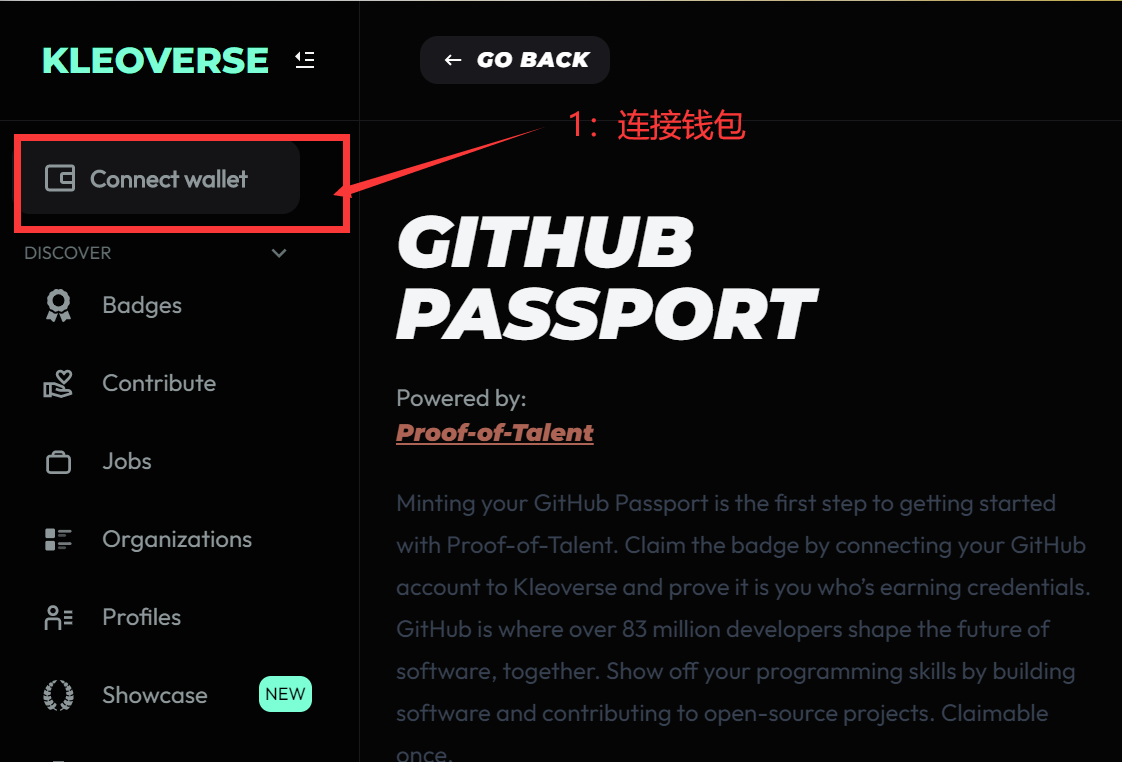 KLEOVERSE
GO BACK
1：连接钱包
Connect wallet
DISCOVER
Badges
Contribute
Jobs
Organizations
Profiles
Showcase
NEW
GITHUB
PASSPORT
Powered by:
Proof-of-Talent
Minting your GitHub Passport is the first step to getting started
with Proof-of-Talent. Claim the badge by connecting your GitHub
account to Kleoverse and prove it is you who’s earning credentials.
GitHub is where over 83 million developers shape the future of
software, together. Show off your programming skills by building
software and contributing to open-source projects. Claimable
once.